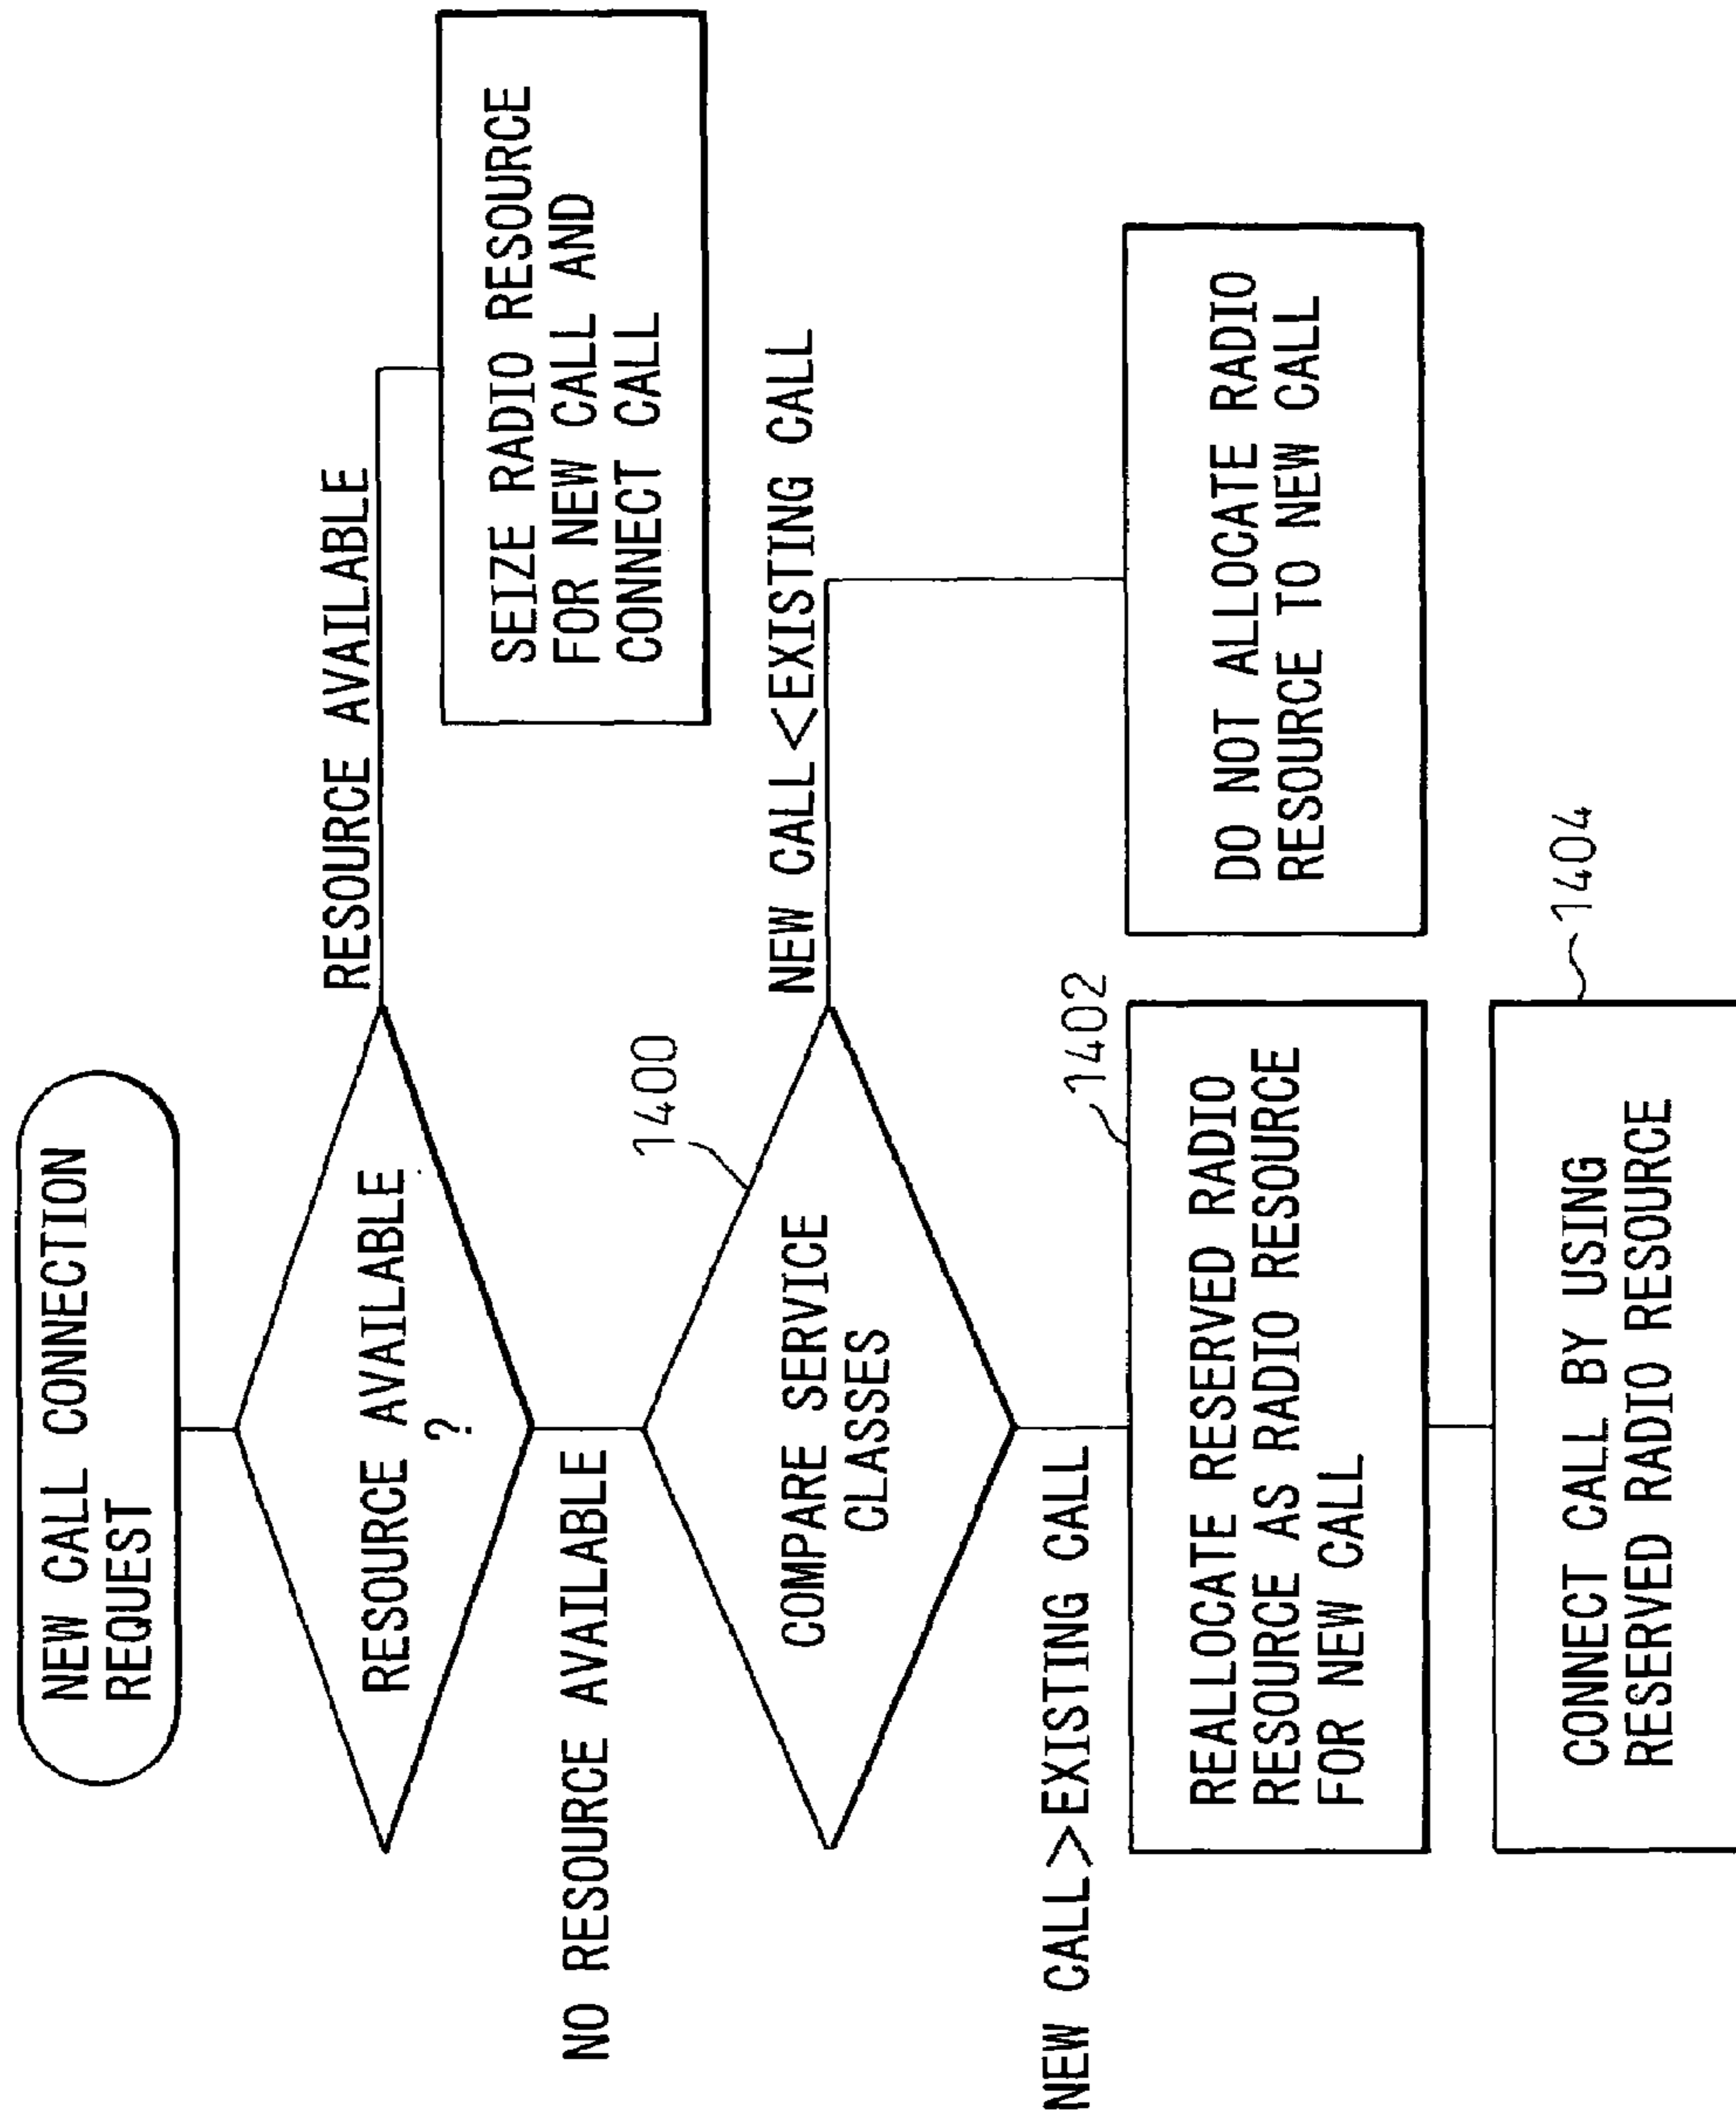 NEW CALL CONNECTION
REQUEST
RESOURCE AVAILABLE
?
RESOURCE AVAILABLE
SEIZE RADIO RESOURCE
FOR NEW CALL AND
CONNECT CALL
NO RESOURCE AVAILABLE
1400
COMPARE SERVICE
CLASSES
NEW CALL<EXISTING CALL
NEW CALL>EXISTING CALL
1402
REALLOCATE RESERVED RADIO
RESOURCE AS RADIO RESOURCE
FOR NEW CALL
DO NOT ALLOCATE RADIO
RESOURCE TO NEW CALL
1404
CONNECT CALL BY USING
RESERVED RADIO RESOURCE